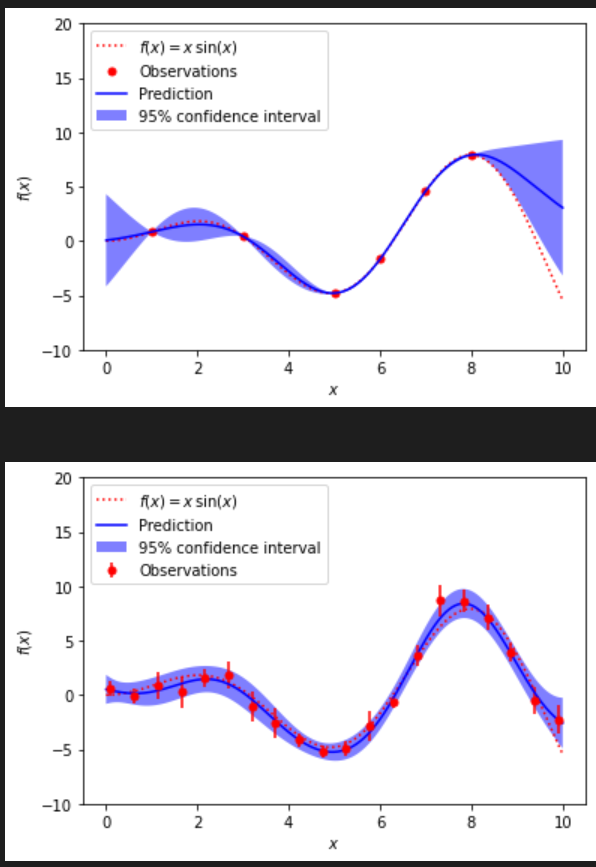 20
15
10
5
0
−5
−10
f(x)
f(x) = x sin(x)
Observations
Prediction
95% confidence interval
0 2 4 6 8 10
x
20
15
10
5
0
−5
−10
f(x)
f(x) = x sin(x)
Prediction
95% confidence interval
Observations
0 2 4 6 8 10
x